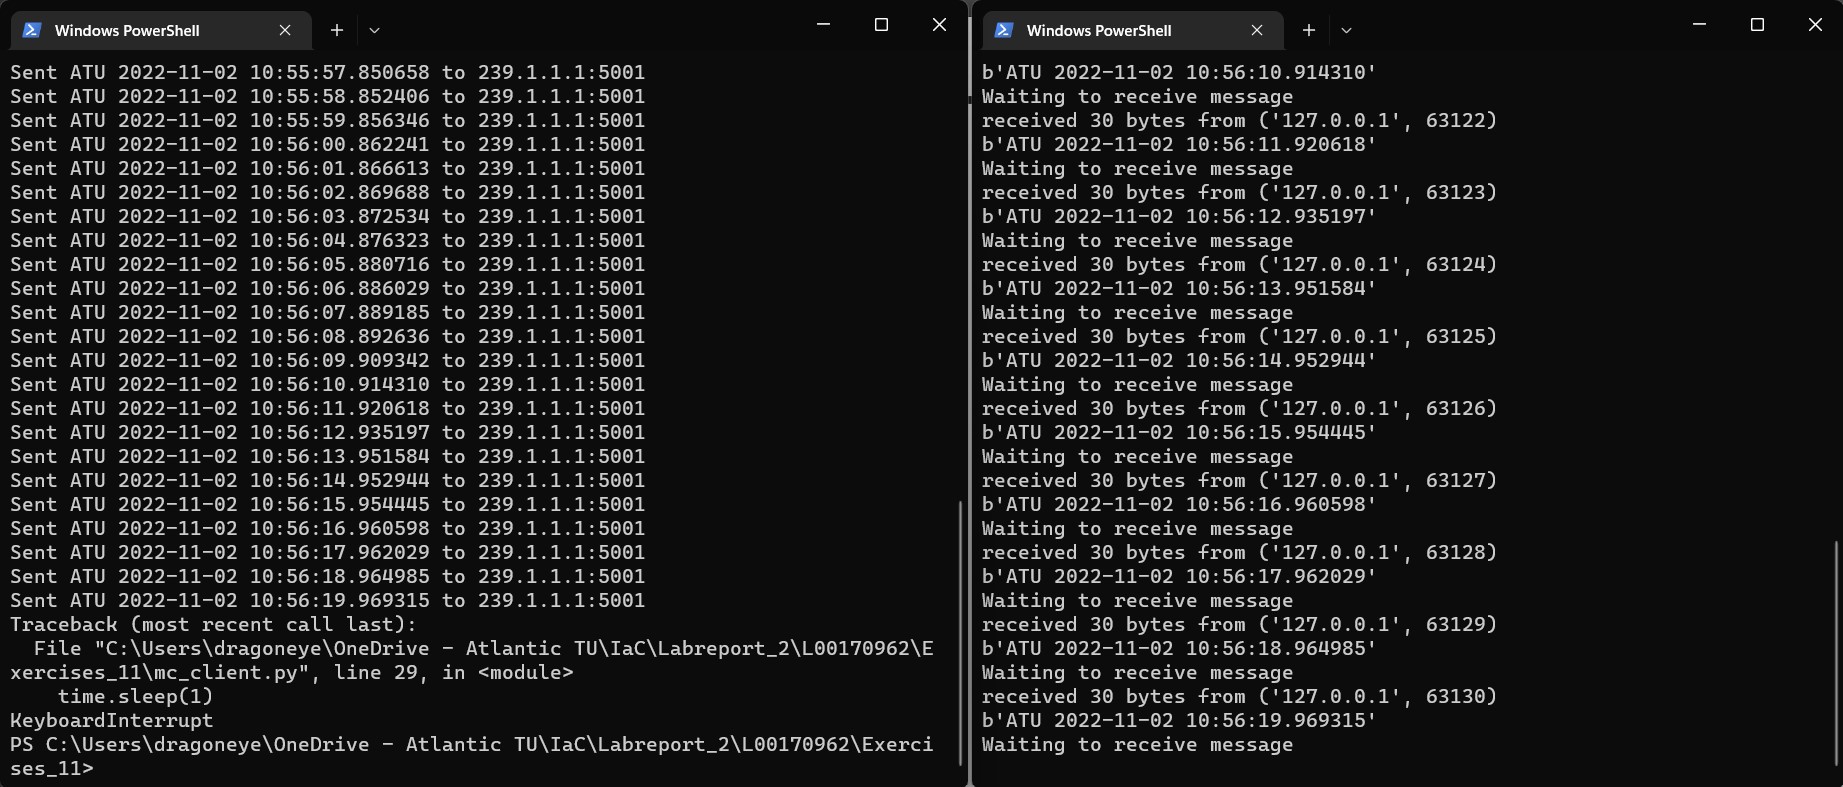 Windows PowerShell
Sent ATU 2022-11-02 10:55:57.850658 to 239.1.1.1:5001
Sent ATU 2022-11-02 10:55:58.852406 to 239.1.1.1:5001
Sent ATU 2022-11-02 10:55:59.856346 to 239.1.1.1:5001
Sent ATU 2022-11-02 10:56:00.862241 to 239.1.1.1:5001
Sent ATU 2022-11-02 10:56:01.866613 to 239.1.1.1:5001
Sent ATU 2022-11-02 10:56:02.869688 to 239.1.1.1:5001
Sent ATU 2022-11-02 10:56:03.872534 to 239.1.1.1:5001
Sent ATU 2022-11-02 10:56:04.876323 to 239.1.1.1:5001
Sent ATU 2022-11-02 10:56:05.880716 to 239.1.1.1:5001
Sent ATU 2022-11-02 10:56:06.886029 to 239.1.1.1:5001
Sent ATU 2022-11-02 10:56:07.889185 to 239.1.1.1:5001
Sent ATU 2022-11-02 10:56:08.892636 to 239.1.1.1:5001
Sent ATU 2022-11-02 10:56:09.909342 to 239.1.1.1:5001
Sent ATU 2022-11-02 10:56:10.914310 to 239.1.1.1:5001
Sent ATU 2022-11-02 10:56:11.920618 to 239.1.1.1:5001
Sent ATU 2022-11-02 10:56:12.935197 to 239.1.1.1:5001
Sent ATU 2022-11-02 10:56:13.951584 to 239.1.1.1:5001
Sent ATU 2022-11-02 10:56:14.952944 to 239.1.1.1:5001
Sent ATU 2022-11-02 10:56:15.954445 to 239.1.1.1:5001
Sent ATU 2022-11-02 10:56:16.960598 to 239.1.1.1:5001
Sent ATU 2022-11-02 10:56:17.962029 to 239.1.1.1:5001
Sent ATU 2022-11-02 10:56:18.964985 to 239.1.1.1:5001
Sent ATU 2022-11-02 10:56:19.969315 to 239.1.1.1:5001
Traceback (most recent call last):
  File "C:\Users\dragoneye\OneDrive - Atlantic TU\IaC\Labreport_2\L00170962\E
xercises_11\mc_client.py", line 29, in <module>
    time.sleep(1)
KeyboardInterrupt
PS C:\Users\dragoneye\OneDrive - Atlantic TU\IaC\Labreport_2\L00170962\Exerci
ses_11>
Windows PowerShell
b'ATU 2022-11-02 10:56:10.914310'
Waiting to receive message
received 30 bytes from ('127.0.0.1', 63122)
b'ATU 2022-11-02 10:56:11.920618'
Waiting to receive message
received 30 bytes from ('127.0.0.1', 63123)
b'ATU 2022-11-02 10:56:12.935197'
Waiting to receive message
received 30 bytes from ('127.0.0.1', 63124)
b'ATU 2022-11-02 10:56:13.951584'
Waiting to receive message
received 30 bytes from ('127.0.0.1', 63125)
b'ATU 2022-11-02 10:56:14.952944'
Waiting to receive message
received 30 bytes from ('127.0.0.1', 63126)
b'ATU 2022-11-02 10:56:15.954445'
Waiting to receive message
received 30 bytes from ('127.0.0.1', 63127)
b'ATU 2022-11-02 10:56:16.960598'
Waiting to receive message
received 30 bytes from ('127.0.0.1', 63128)
b'ATU 2022-11-02 10:56:17.962029'
Waiting to receive message
received 30 bytes from ('127.0.0.1', 63129)
b'ATU 2022-11-02 10:56:18.964985'
Waiting to receive message
received 30 bytes from ('127.0.0.1', 63130)
b'ATU 2022-11-02 10:56:19.969315'
Waiting to receive message